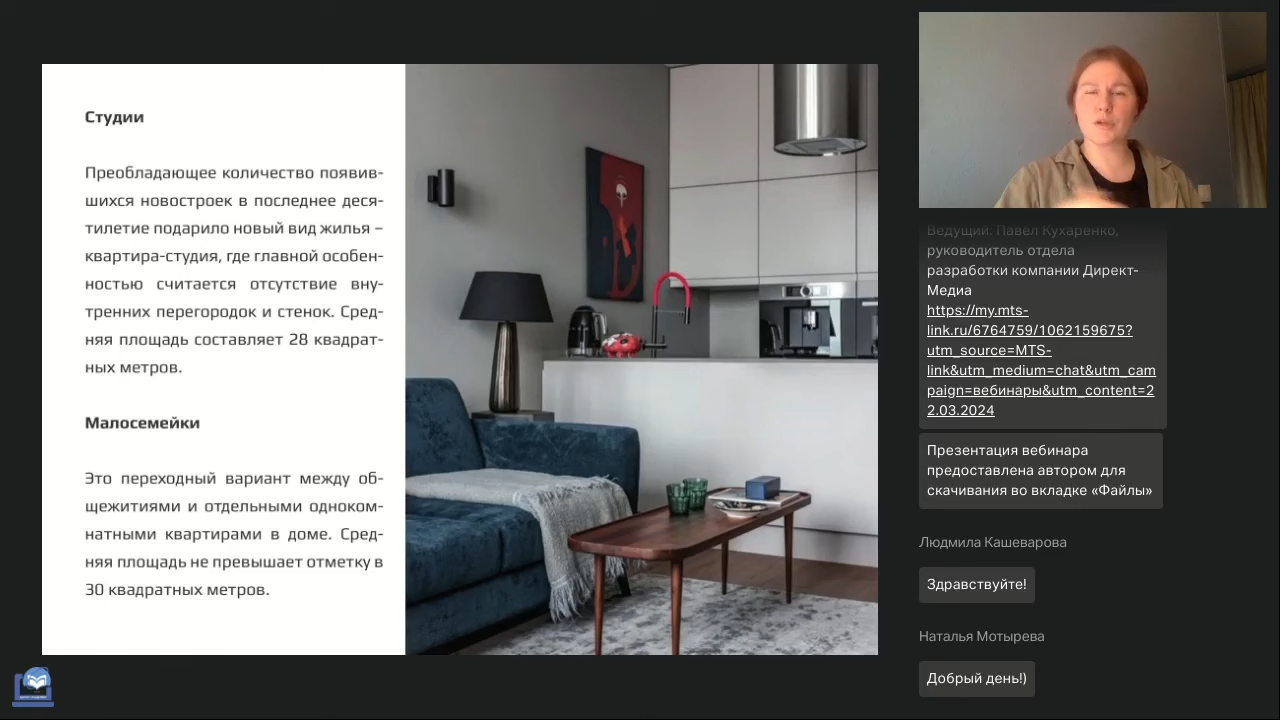 Студии
Преобладающее количество появив-
шихся новостроек в последнее деся-
тилетие подарило новый вид жилья –
квартира-студия, где главной особен-
ностью считается отсутствие вну-
тренних перегородок и стенок. Сред-
няя площадь составляет 28 квадрат-
ных метров.
Малосемейки
Это переходный вариант между об-
щежитиями и отдельными одноком-
натными квартирами в доме. Сред-
няя площадь не превышает отметку в
30 квадратных метров.
Ведущий: Павел Кухаренко,
руководитель отдела
разработки компании Директ-
Медиа
https://my.mts-
link.ru/6764759/1062159675?
utm_source=MTS-
link&utm_medium=chat&utm_cam
paign=вебинары&utm_content=2
2.03.2024
Презентация вебинара
предоставлена автором для
скачивания во вкладке «Файлы»
Людмила Кашеварова
Здравствуйте!
Наталья Мотырева
Добрый день!)